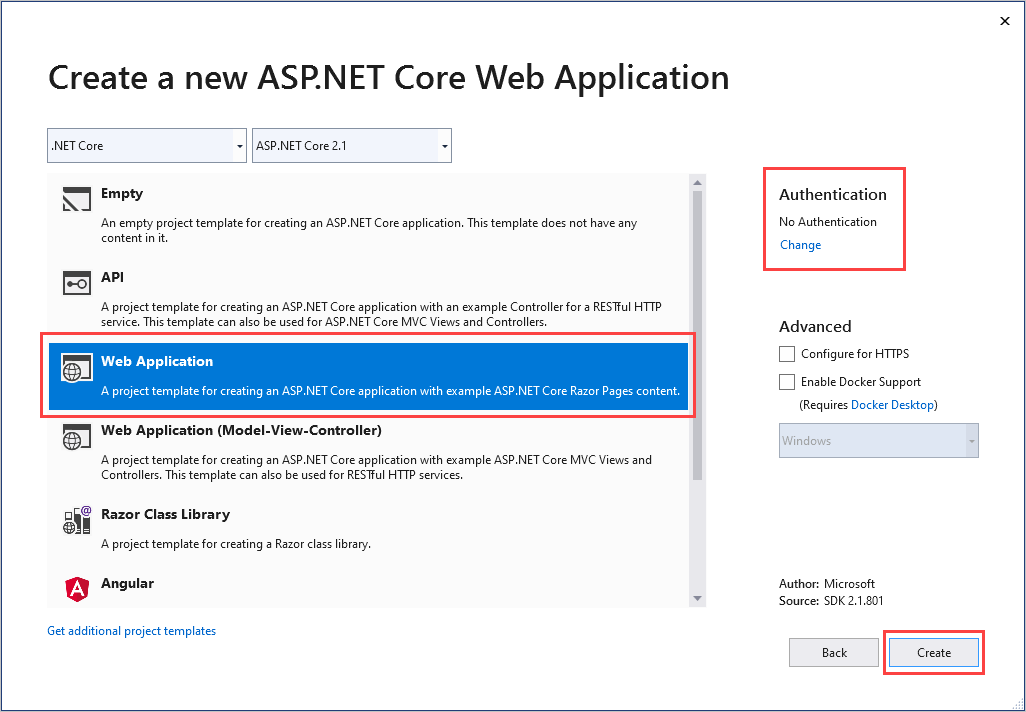 Create a new ASP.NET Core Web Application
.NET Core
ASP.NET Core 2.1
Empty
An empty project template for creating an ASP.NET Core application. This template does not have any
content in it.
API
A project template for creating an ASP.NET Core application with an example Controller for a RESTful HTTP
service. This template can also be used for ASP.NET Core MVC Views and Controllers.
Web Application
A project template for creating an ASP.NET Core application with example ASP.NET Core Razor Pages content.
Web Application (Model-View-Controller)
A project template for creating an ASP.NET Core application with example ASP.NET Core MVC Views and
Controllers. This template can also be used for RESTful HTTP services.
@
Razor Class Library
A project template for creating a Razor class library.
A
Angular
Get additional project templates
Authentication
No Authentication
Change
Advanced
Configure for HTTPS
Enable Docker Support
(Requires Docker Desktop)
Windows
Author: Microsoft
Source: SDK 2.1.801
Back
Create